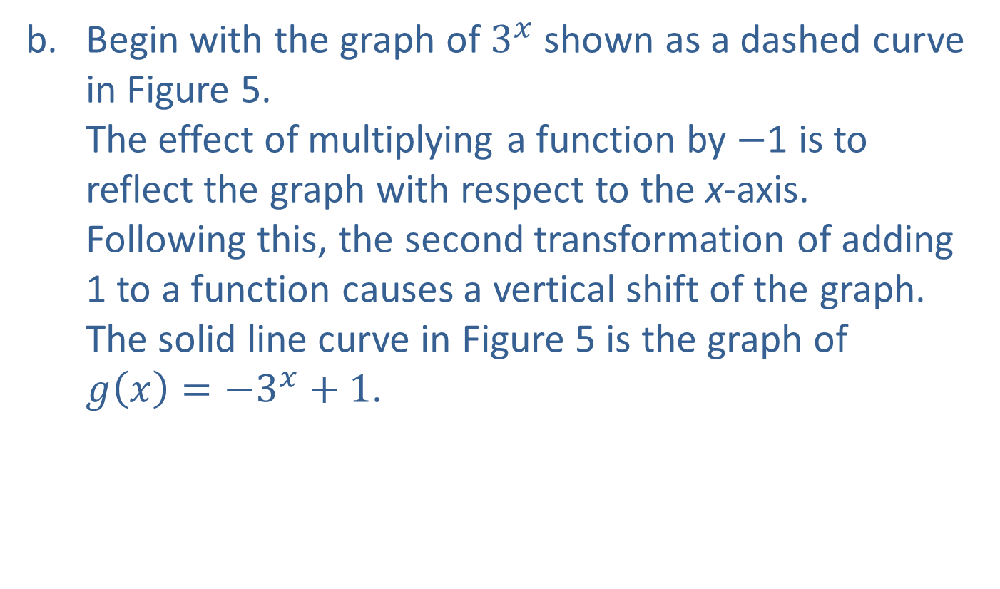 b. Begin with the graph of 3ˣ shown as a dashed curve
in Figure 5.
The effect of multiplying a function by −1 is to
reflect the graph with respect to the x-axis.
Following this, the second transformation of adding
1 to a function causes a vertical shift of the graph.
The solid line curve in Figure 5 is the graph of
g(x) = −3ˣ + 1.